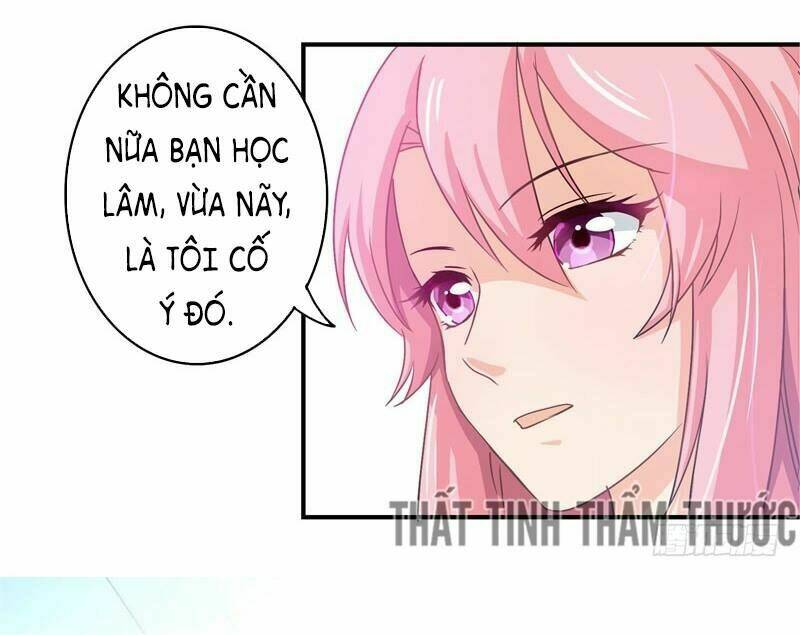 KHÔNG CẦN
NỮA BẠN HỌC
LÂM, VỪA NÃY,
LÀ TÔI CỐ
Ý ĐÓ.
THẤT TINH THẨM THƯỚC